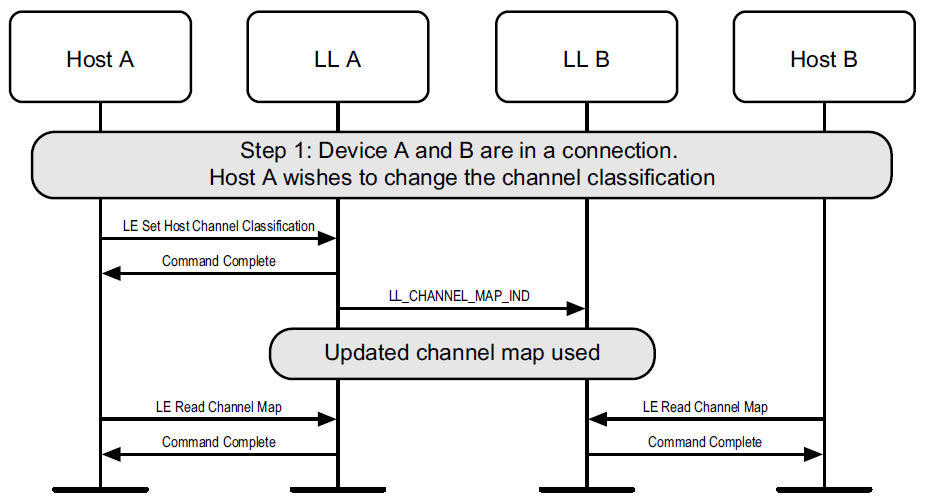 Host A
LL A
LL B
Host B
Step 1: Device A and B are in a connection.
Host A wishes to change the channel classification
LE Set Host Channel Classification
Command Complete
LL_CHANNEL_MAP_IND
Updated channel map used
LE Read Channel Map
LE Read Channel Map
Command Complete
Command Complete